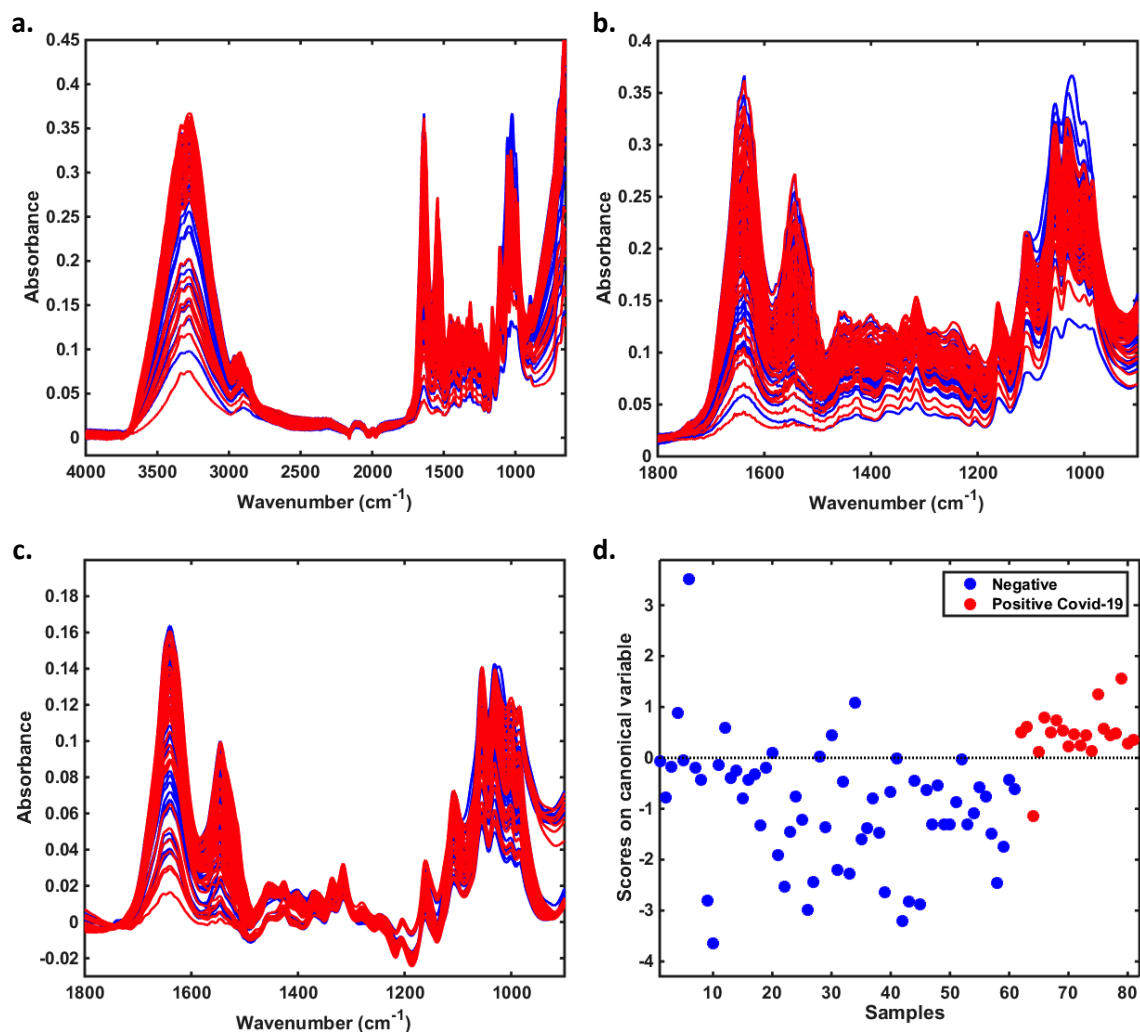 a.
0.45
0.4
0.35
0.3
0.25
0.2
0.15
0.1
0.05
0
Absorbance
4000 3500 3000 2500 2000 1500 1000
Wavenumber (cm-1)
b.
0.4
0.35
0.3
0.25
0.2
0.15
0.1
0.05
0
Absorbance
1800 1600 1400 1200 1000
Wavenumber (cm-1)
c.
0.18
0.16
0.14
0.12
0.1
0.08
0.06
0.04
0.02
0
-0.02
Absorbance
1800 1600 1400 1200 1000
Wavenumber (cm-1)
d.
Negative
Positive Covid-19
3
2
1
0
-1
-2
-3
-4
Scores on canonical variable
10 20 30 40 50 60 70 80
Samples